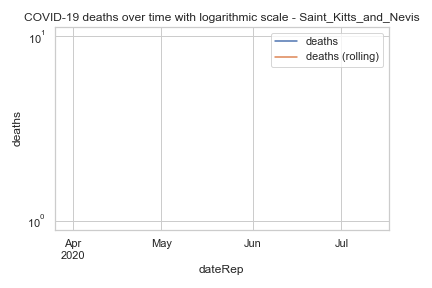 COVID-19 deaths over time with logarithmic scale - Saint_Kitts_and_Nevis
10¹
deaths
deaths (rolling)
deaths
10⁰
Apr May Jun Jul
2020
dateRep